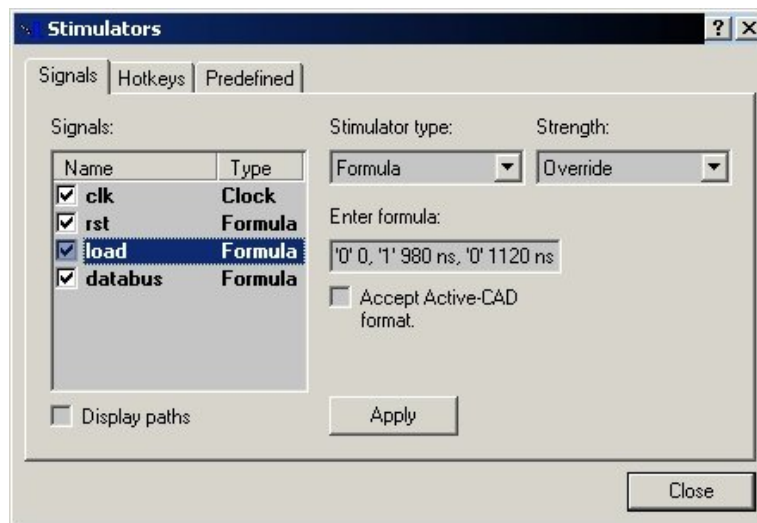 Stimulators
Signals Hotkeys Predefined
Signals:
Stimulator type:
Strength:
Name Type
Formula
Override
clk Clock
rst Formula
Enter formula:
load Formula
'0' 0, '1' 980 ns, '0' 1120 ns
databus Formula
Accept Active-CAD
format.
Display paths
Apply
Close